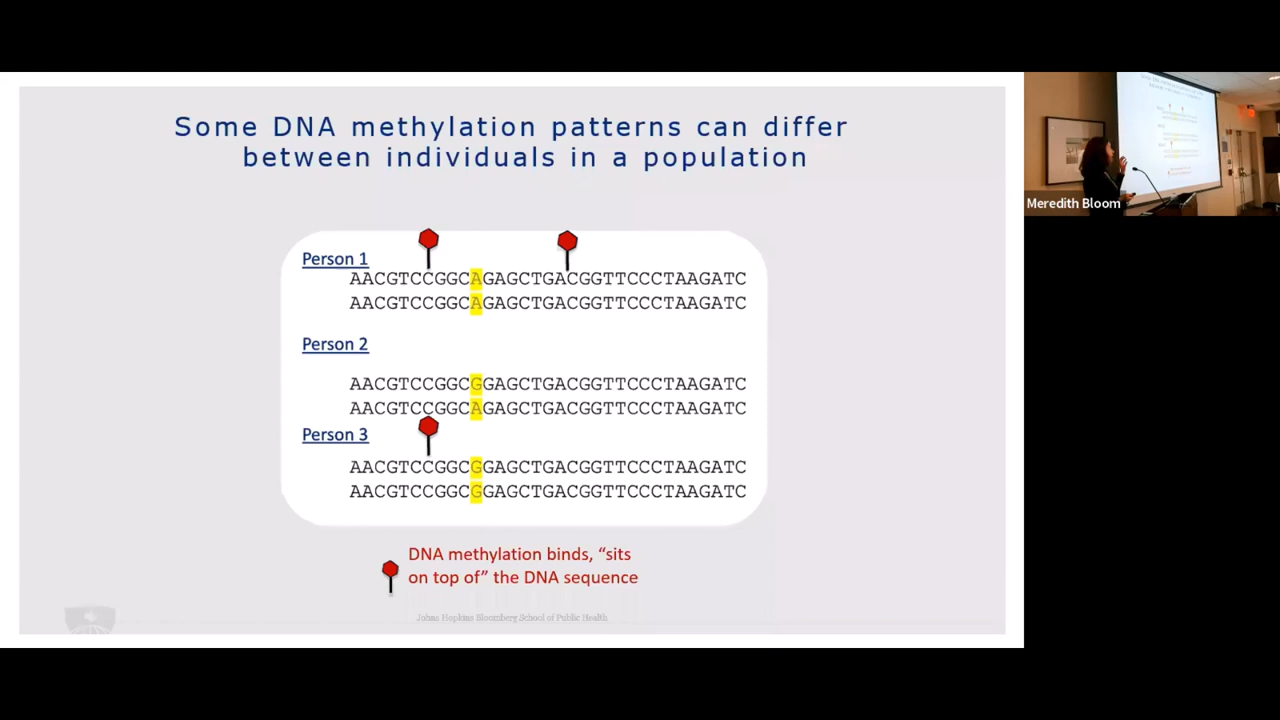 Some DNA methylation patterns can differ
between individuals in a population
Person 1
AACGTCCGGCAGAGCTGACGGTTCCCTAAGATC
AACGTCCGGCAGAGCTGACGGTTCCCTAAGATC
Person 2
AACGTCCGGCGGAGCTGACGGTTCCCTAAGATC
AACGTCCGGCAGAGCTGACGGTTCCCTAAGATC
Person 3
AACGTCCGGCGGAGCTGACGGTTCCCTAAGATC
AACGTCCGGCGGAGCTGACGGTTCCCTAAGATC
DNA methylation binds, “sits
on top of” the DNA sequence
Johns Hopkins Bloomberg School of Public Health
Meredith Bloom